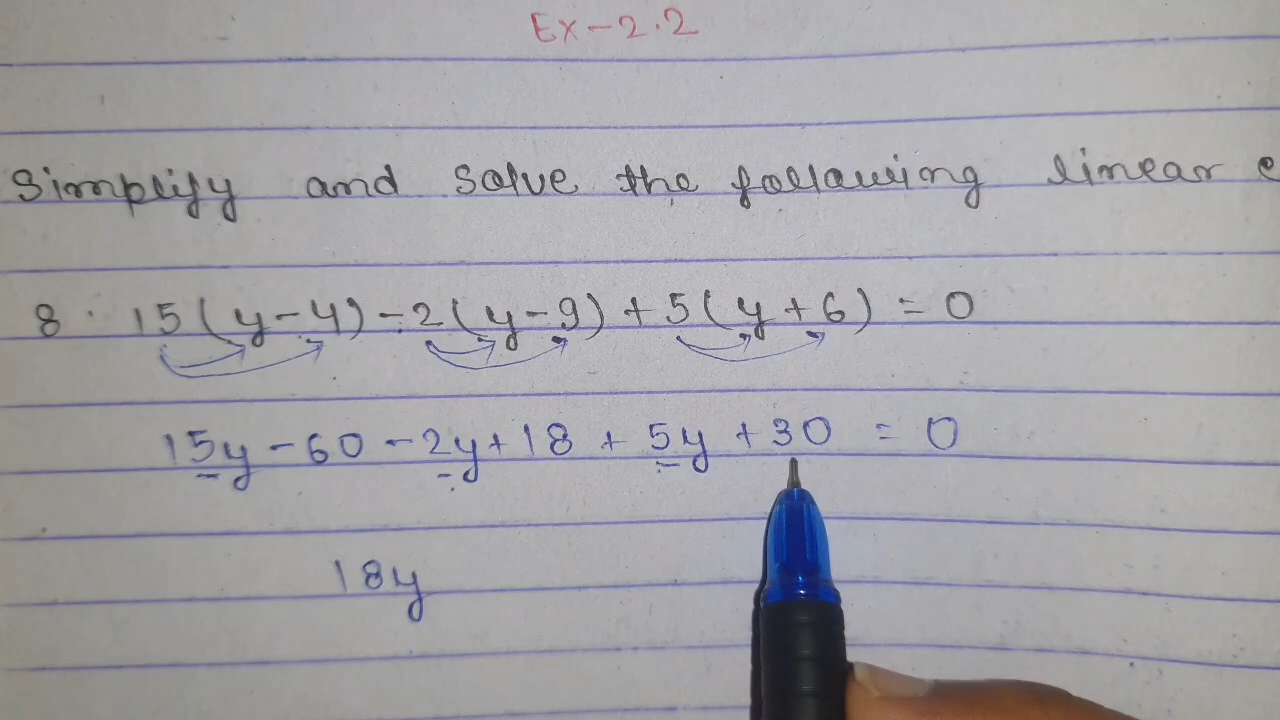 Ex-2.2
Simplify and solve the following linear e
8. 15(y-4)-2(y-9)+5(y+6)=0
15y-60-2y+18+5y+30=0
18y